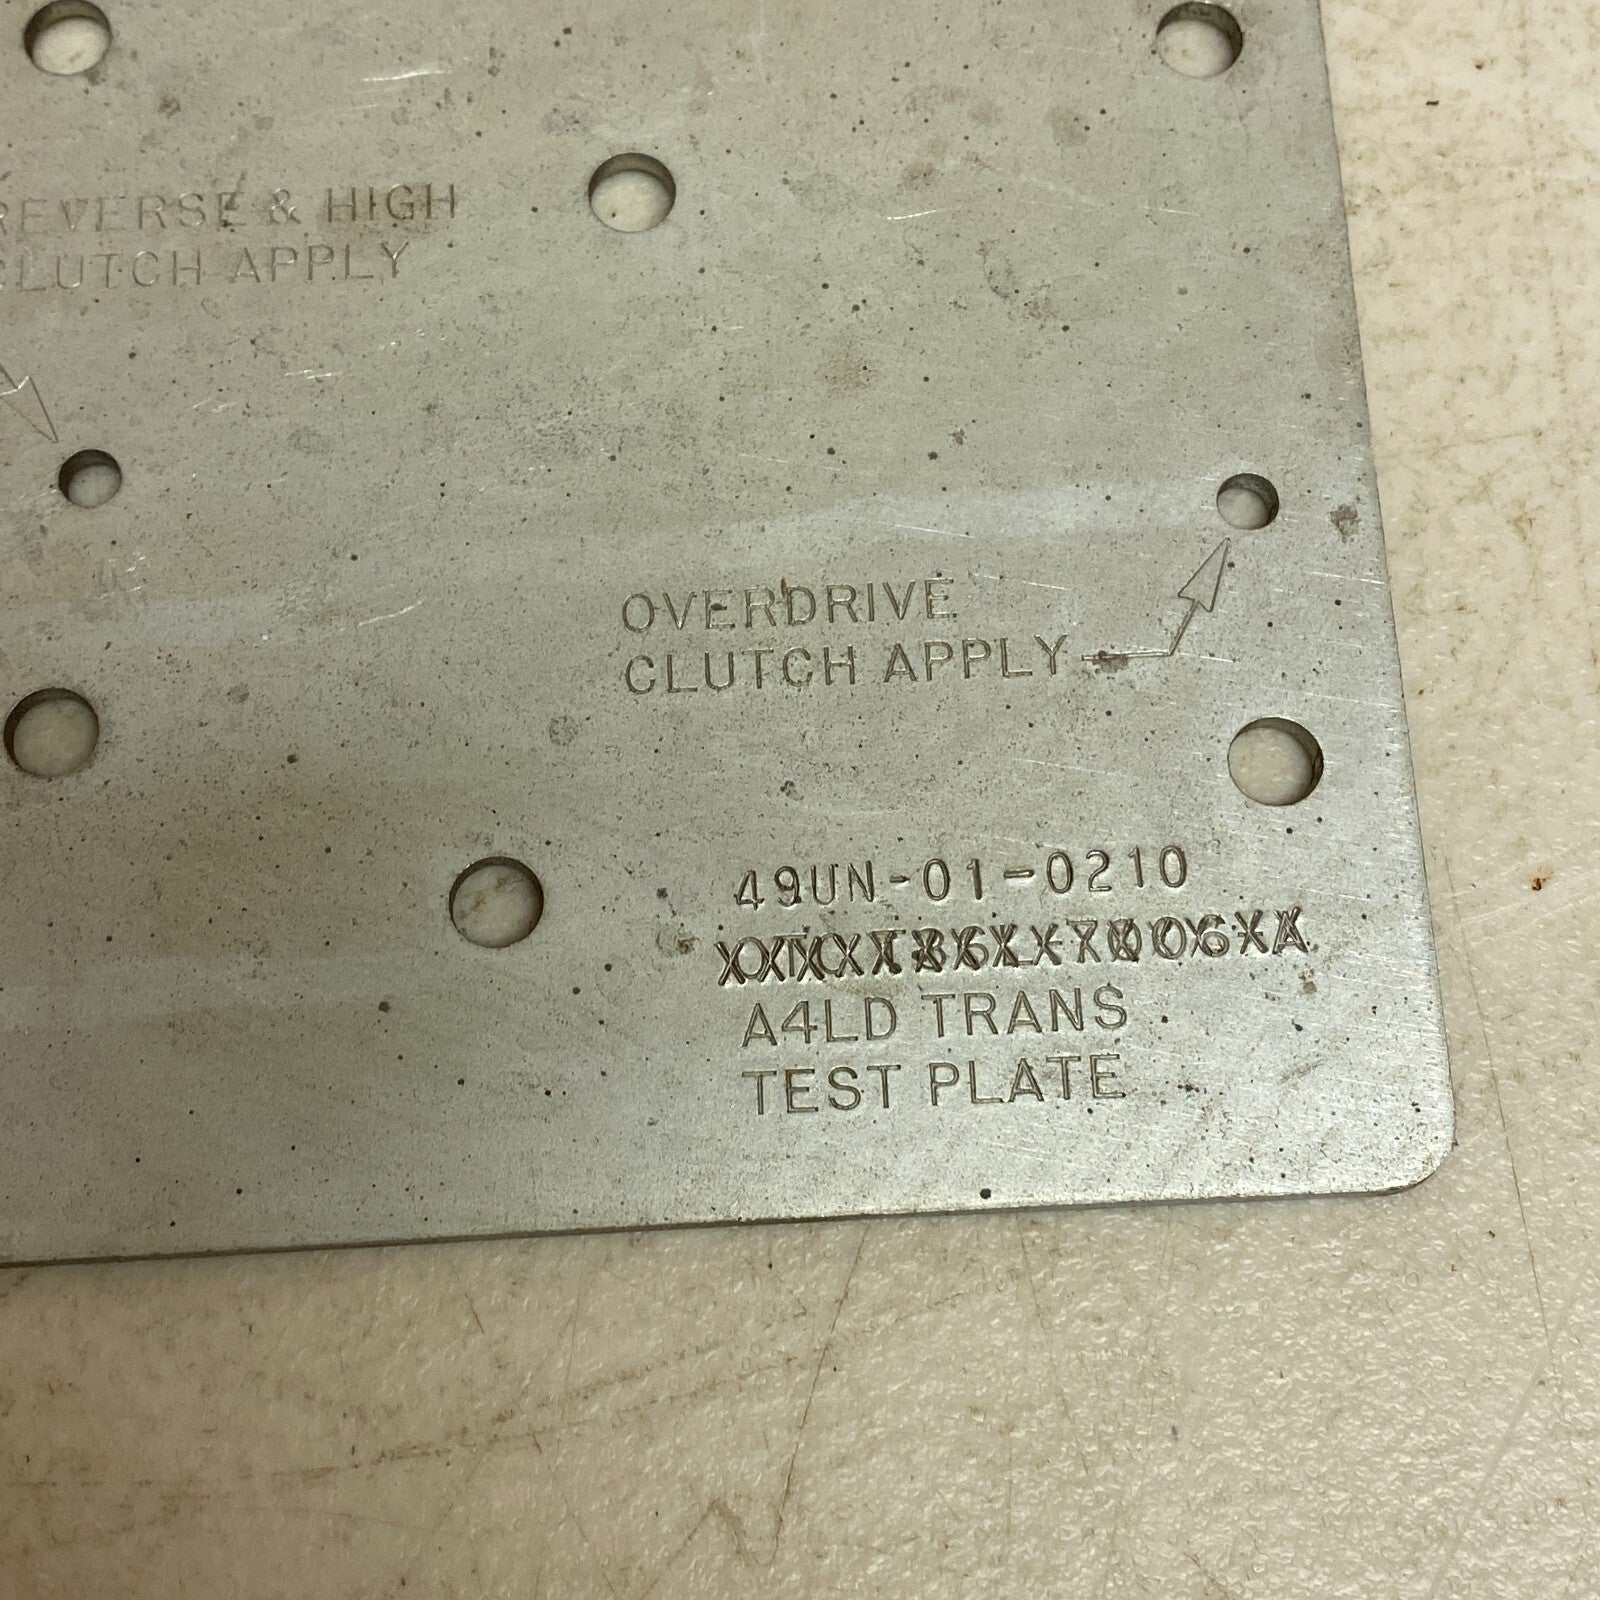 REVERSE & HIGH
CLUTCH APPLY
OVERDRIVE
CLUTCH APPLY
49UN-01-0210
A4LD TRANS
TEST PLATE